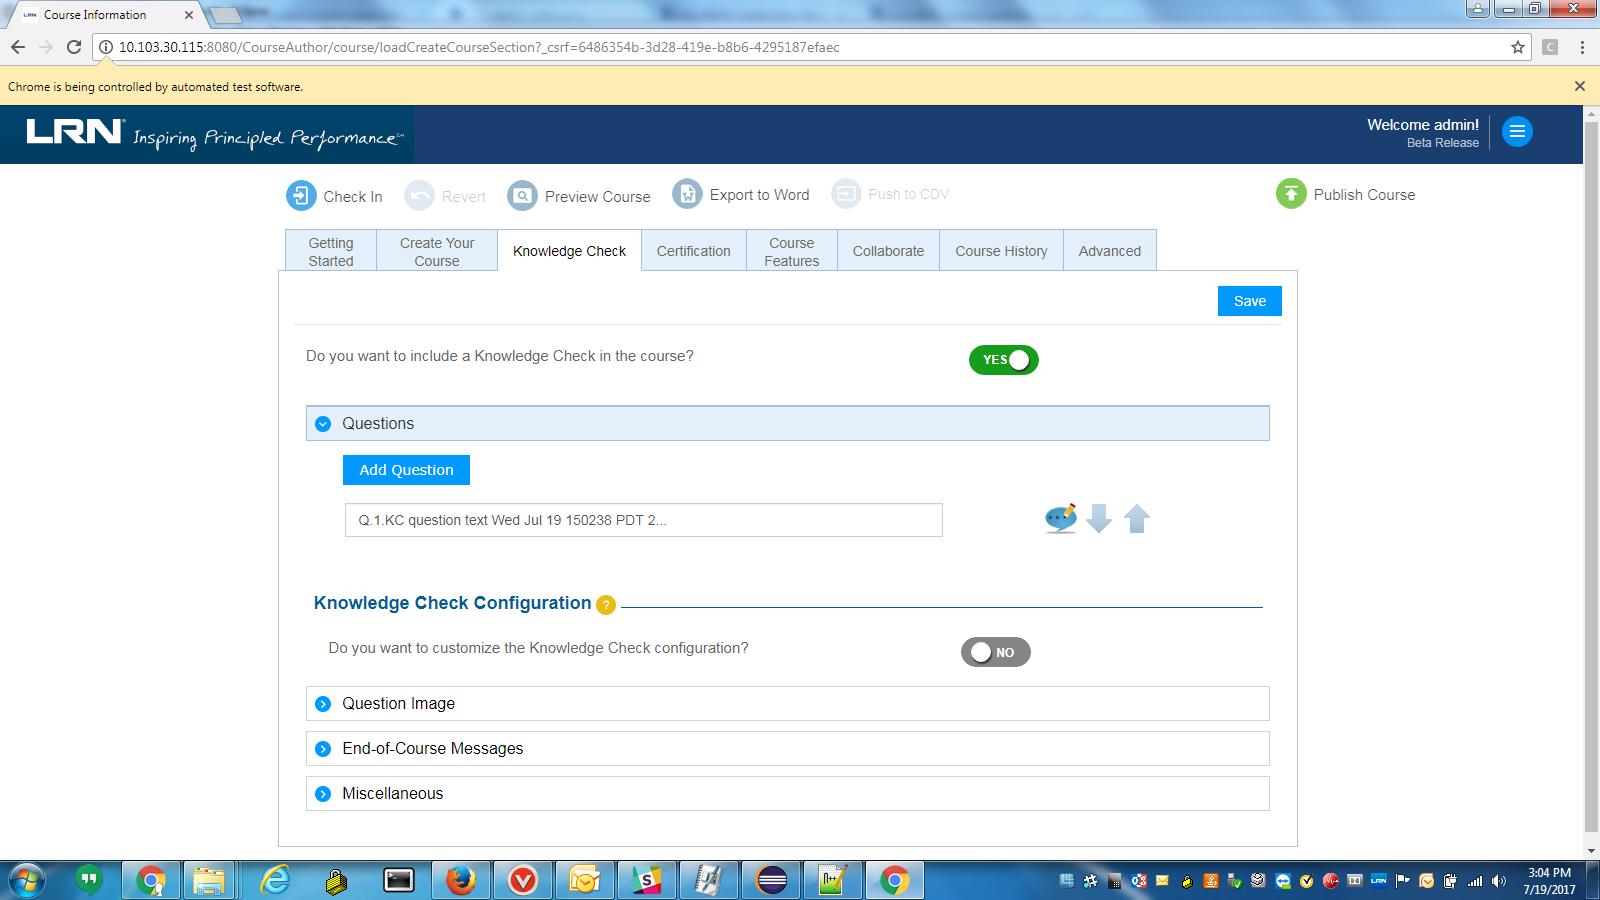 LRN Course Information
10.103.30.115:8080/CourseAuthor/course/loadCreateCourseSection?_csrf=6486354b-3d28-419e-b8b6-4295187efaec
C
Chrome is being controlled by automated test software.
LRN Inspiring Principled Performance
Welcome admin!
Beta Release
Check In Revert Preview Course Export to Word Push to CDV Publish Course
Getting Started
Create Your Course
Knowledge Check
Certification
Course Features
Collaborate
Course History
Advanced
Save
Do you want to include a Knowledge Check in the course? YES
Questions
Add Question
Q.1.KC question text Wed Jul 19 150238 PDT 2...
Knowledge Check Configuration ?
Do you want to customize the Knowledge Check configuration? NO
Question Image
End-of-Course Messages
Miscellaneous
LRN
3:04 PM
7/19/2017